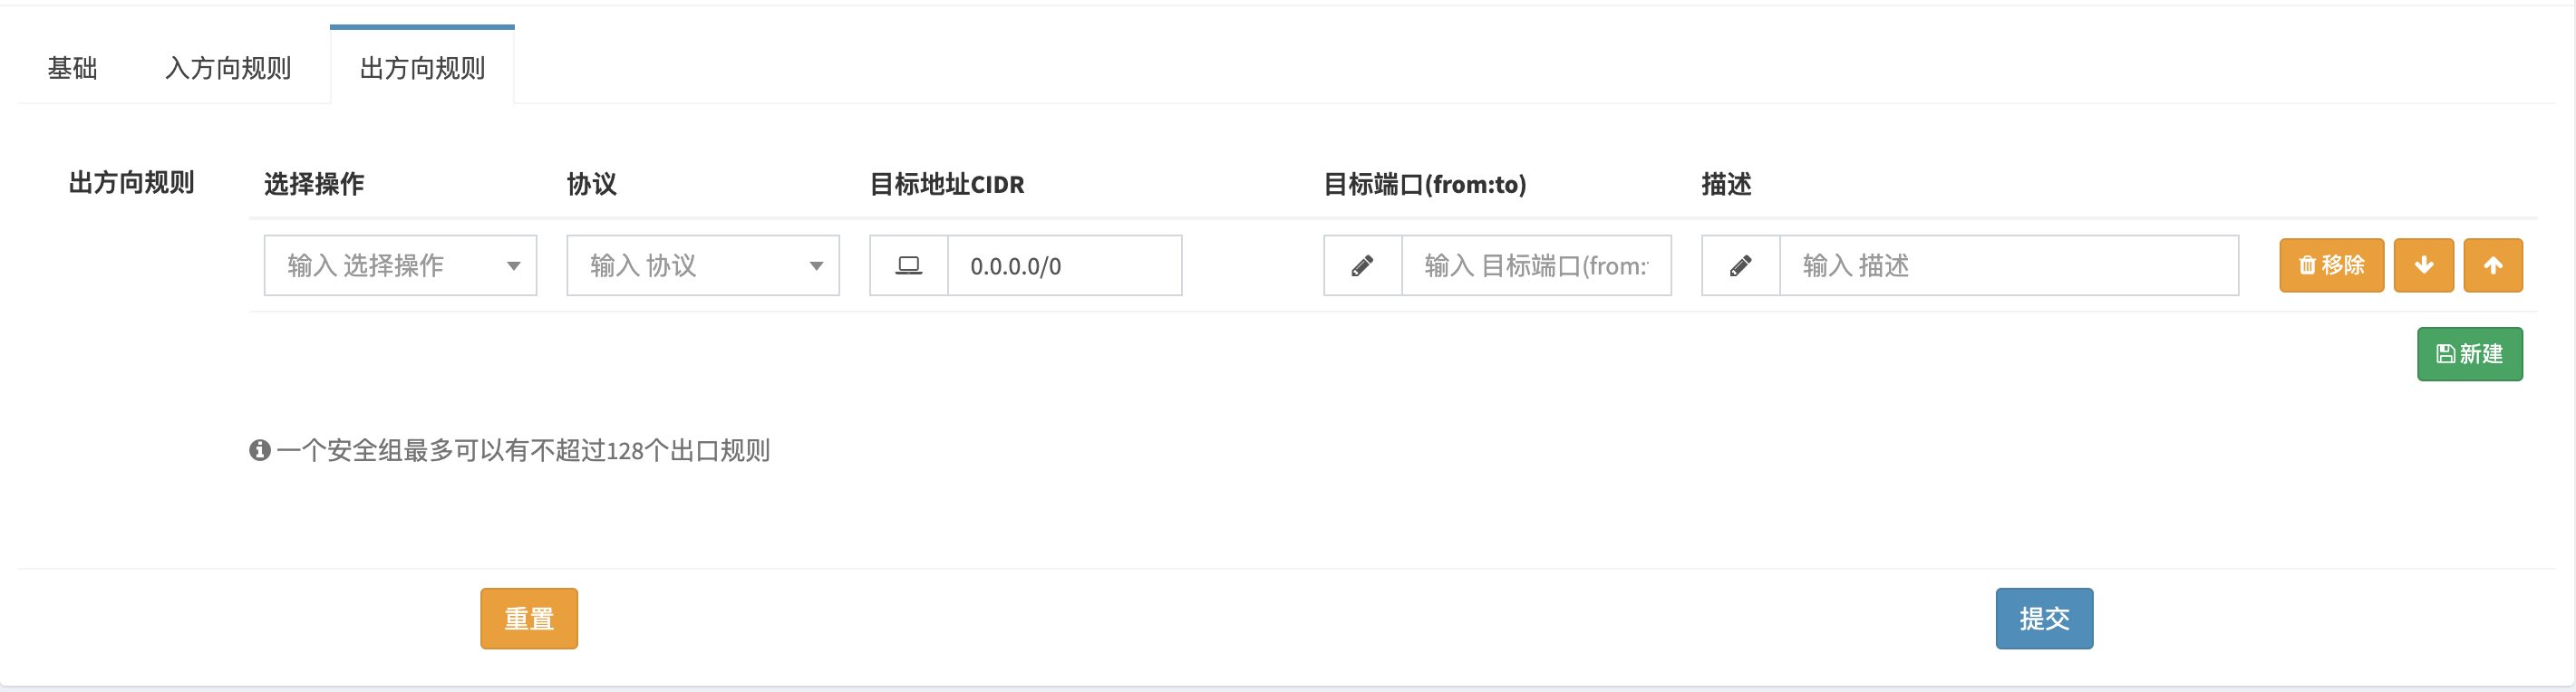 基础 入方向规则 出方向规则
出方向规则 选择操作 协议 目标地址CIDR 目标端口(from:to) 描述
输入 选择操作 输入 协议 0.0.0.0/0 输入 目标端口(from: 输入 描述 移除
新建
一个安全组最多可以有不超过128个出口规则
重置 提交